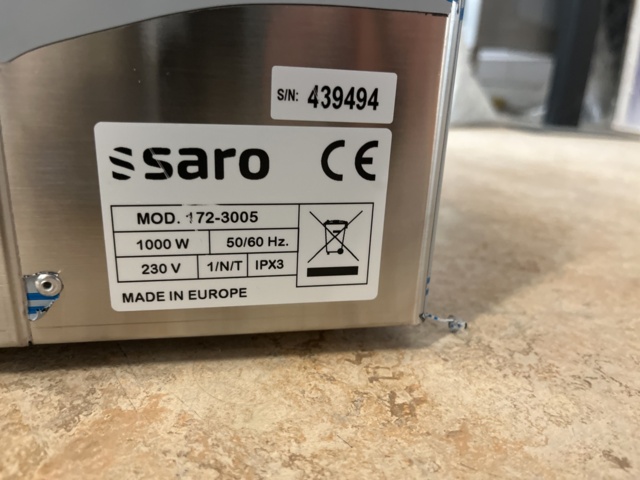 S/N: 439494
saro CE
MOD. 172-3005
1000 W 50/60 Hz.
230 V 1/N/T IPX3
MADE IN EUROPE